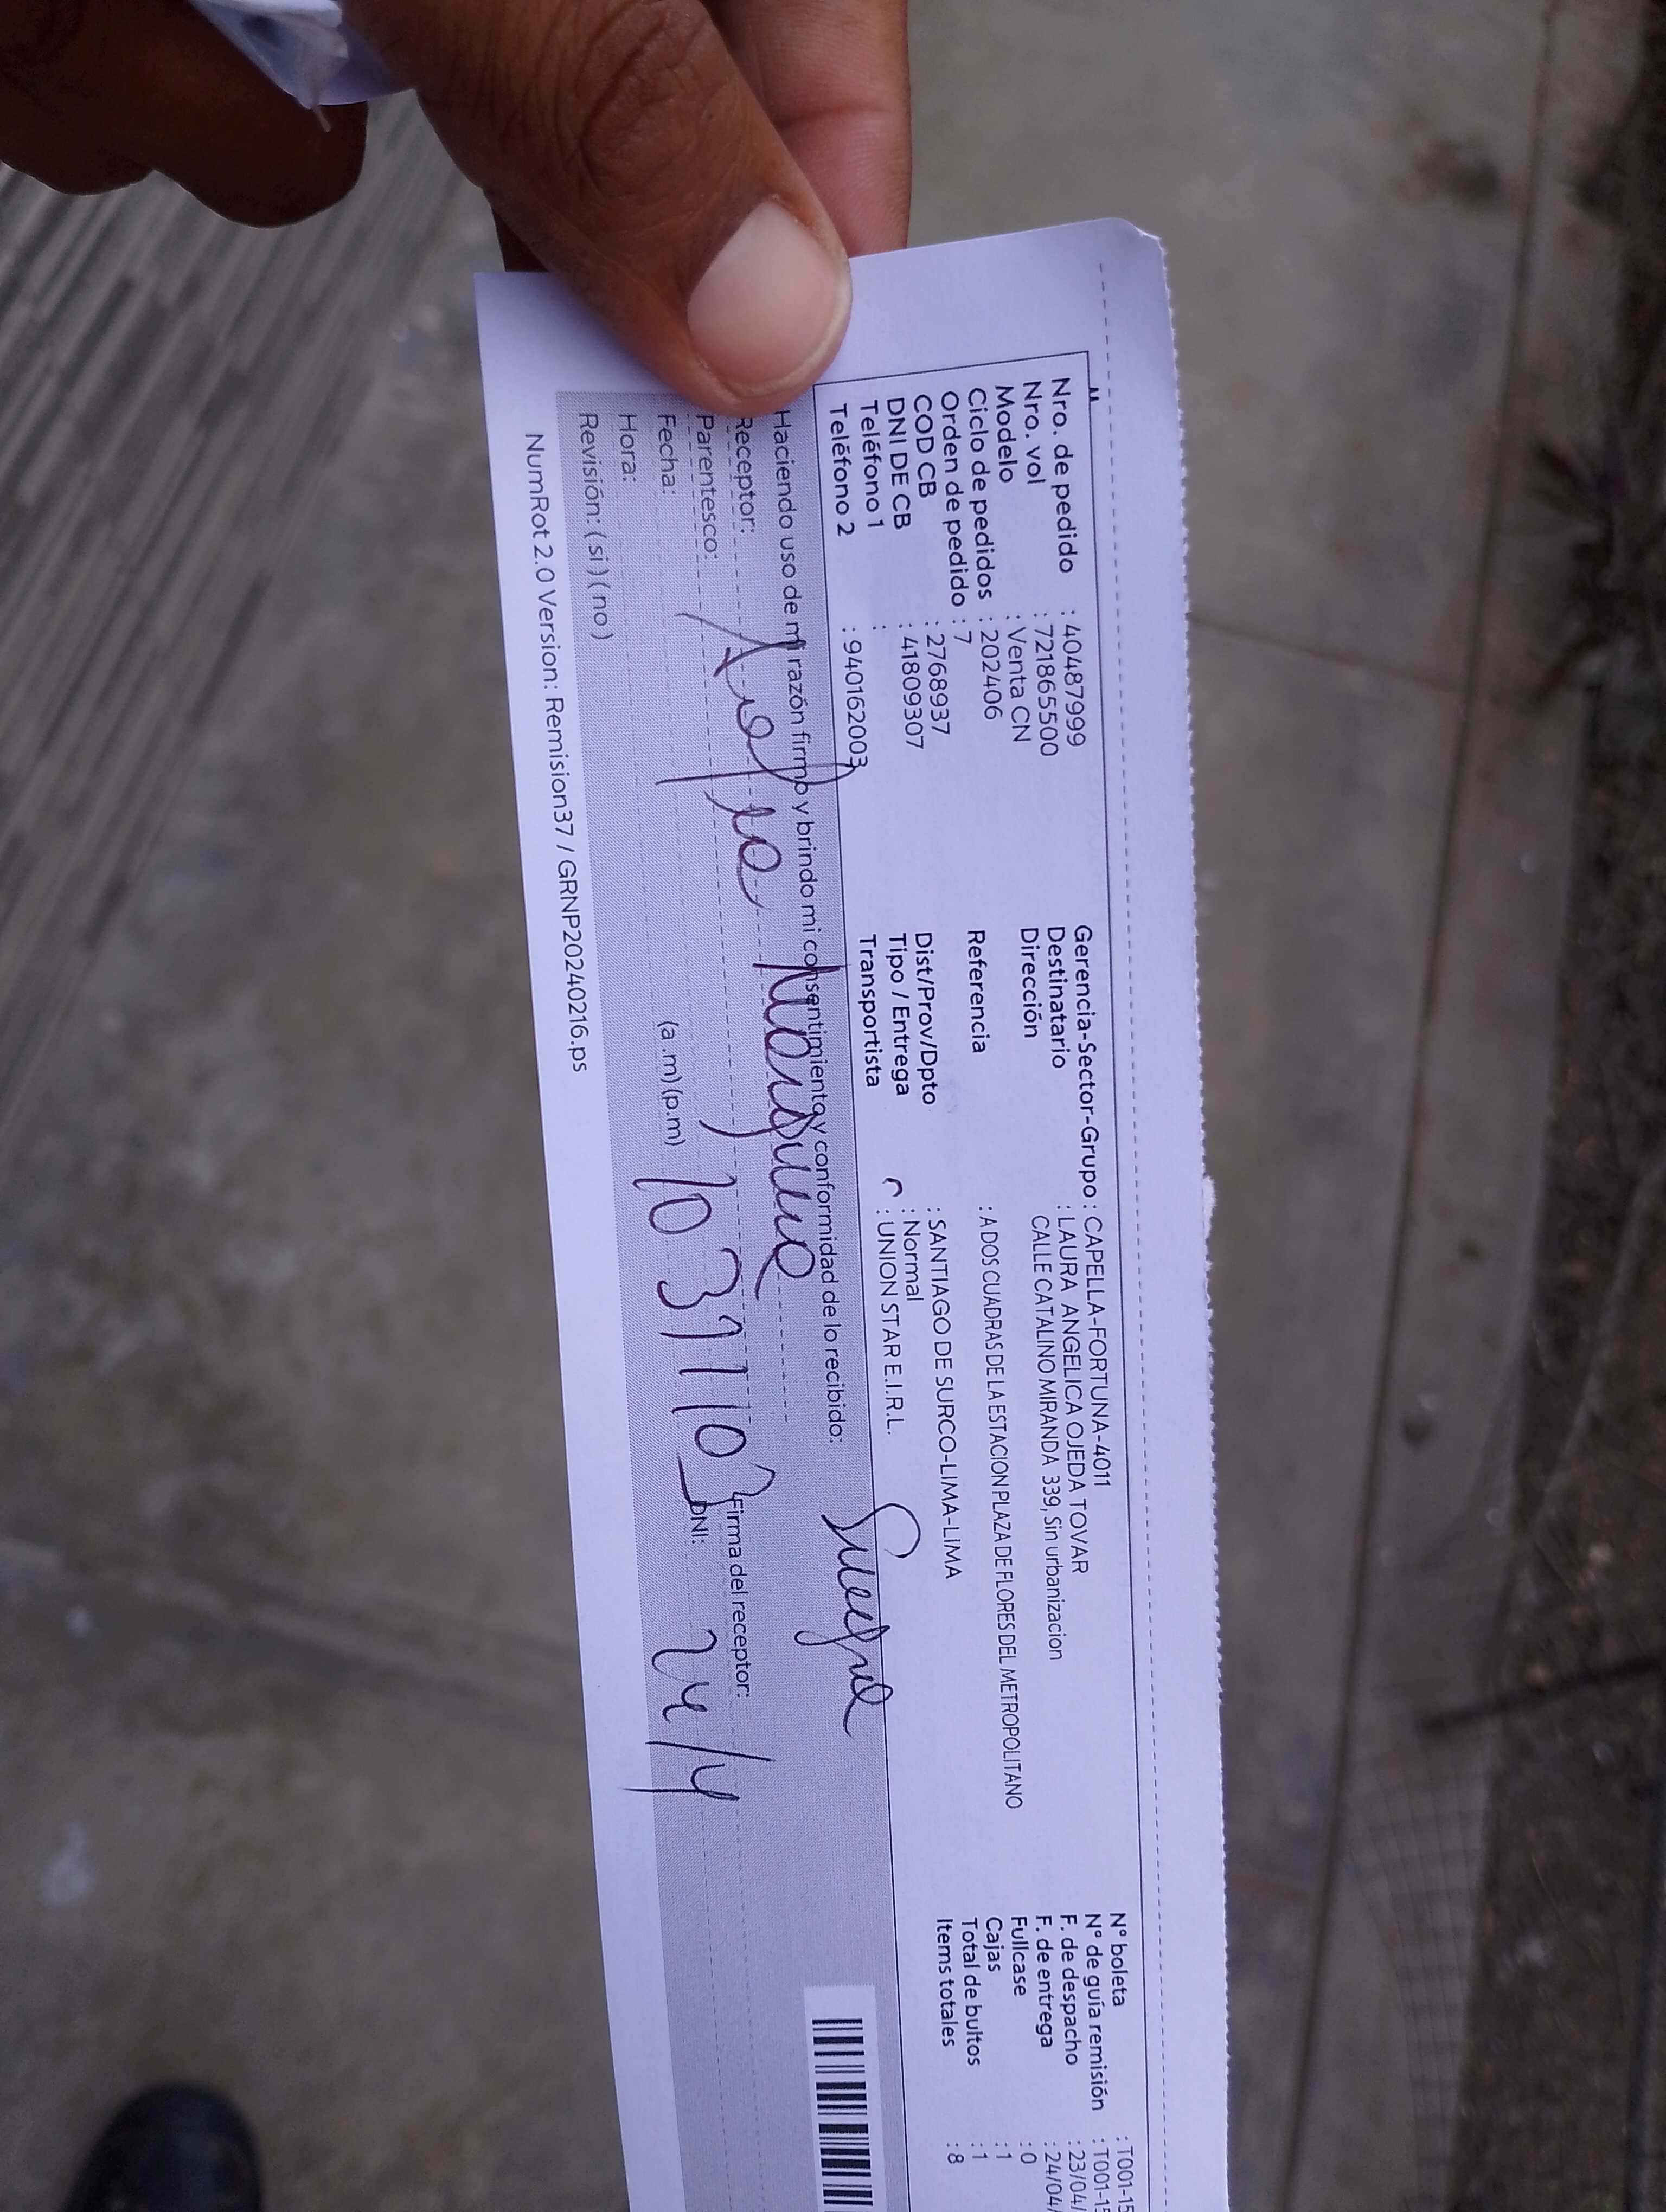 Nro. de pedido : 40487999
Nro. vol : 721865500
Modelo : Venta CN
Ciclo de pedidos : 202406
Orden de pedido : 7
COD CB : 2768937
DNI DE CB : 41809307
Teléfono 1 :
Teléfono 2 : 940162003
Gerencia-Sector-Grupo : CAPELLA-FORTUNA-4011
Destinatario : LAURA ANGELICA OJEDA TOVAR
Dirección CALLE CATALINO MIRANDA 339, Sin urbanizacion
Referencia : A DOS CUADRAS DE LA ESTACION PLAZA DE FLORES DEL METROPOLITANO
Dist/Prov/Dpto : SANTIAGO DE SURCO-LIMA-LIMA
Tipo / Entrega : Normal
Transportista : UNION STAR E.I.R.L.
N° boleta : T001-15
N° de guía remisión : T001-15
F. de despacho : 23/04/
F. de entrega : 24/04/
Fullcase : 0
Cajas : 1
Total de bultos : 1
Items totales : 8
Haciendo uso de mi razón firmo y brindo mi consentimiento y conformidad de lo recibido:
Receptor:
Parentesco:
Fecha:
Hora: (a.m) (p.m)
Revisión: ( si ) ( no )
Firma del receptor:
DNI:
24/4
NumRot 2.0 Version: Remision37 / GRNP20240216.ps